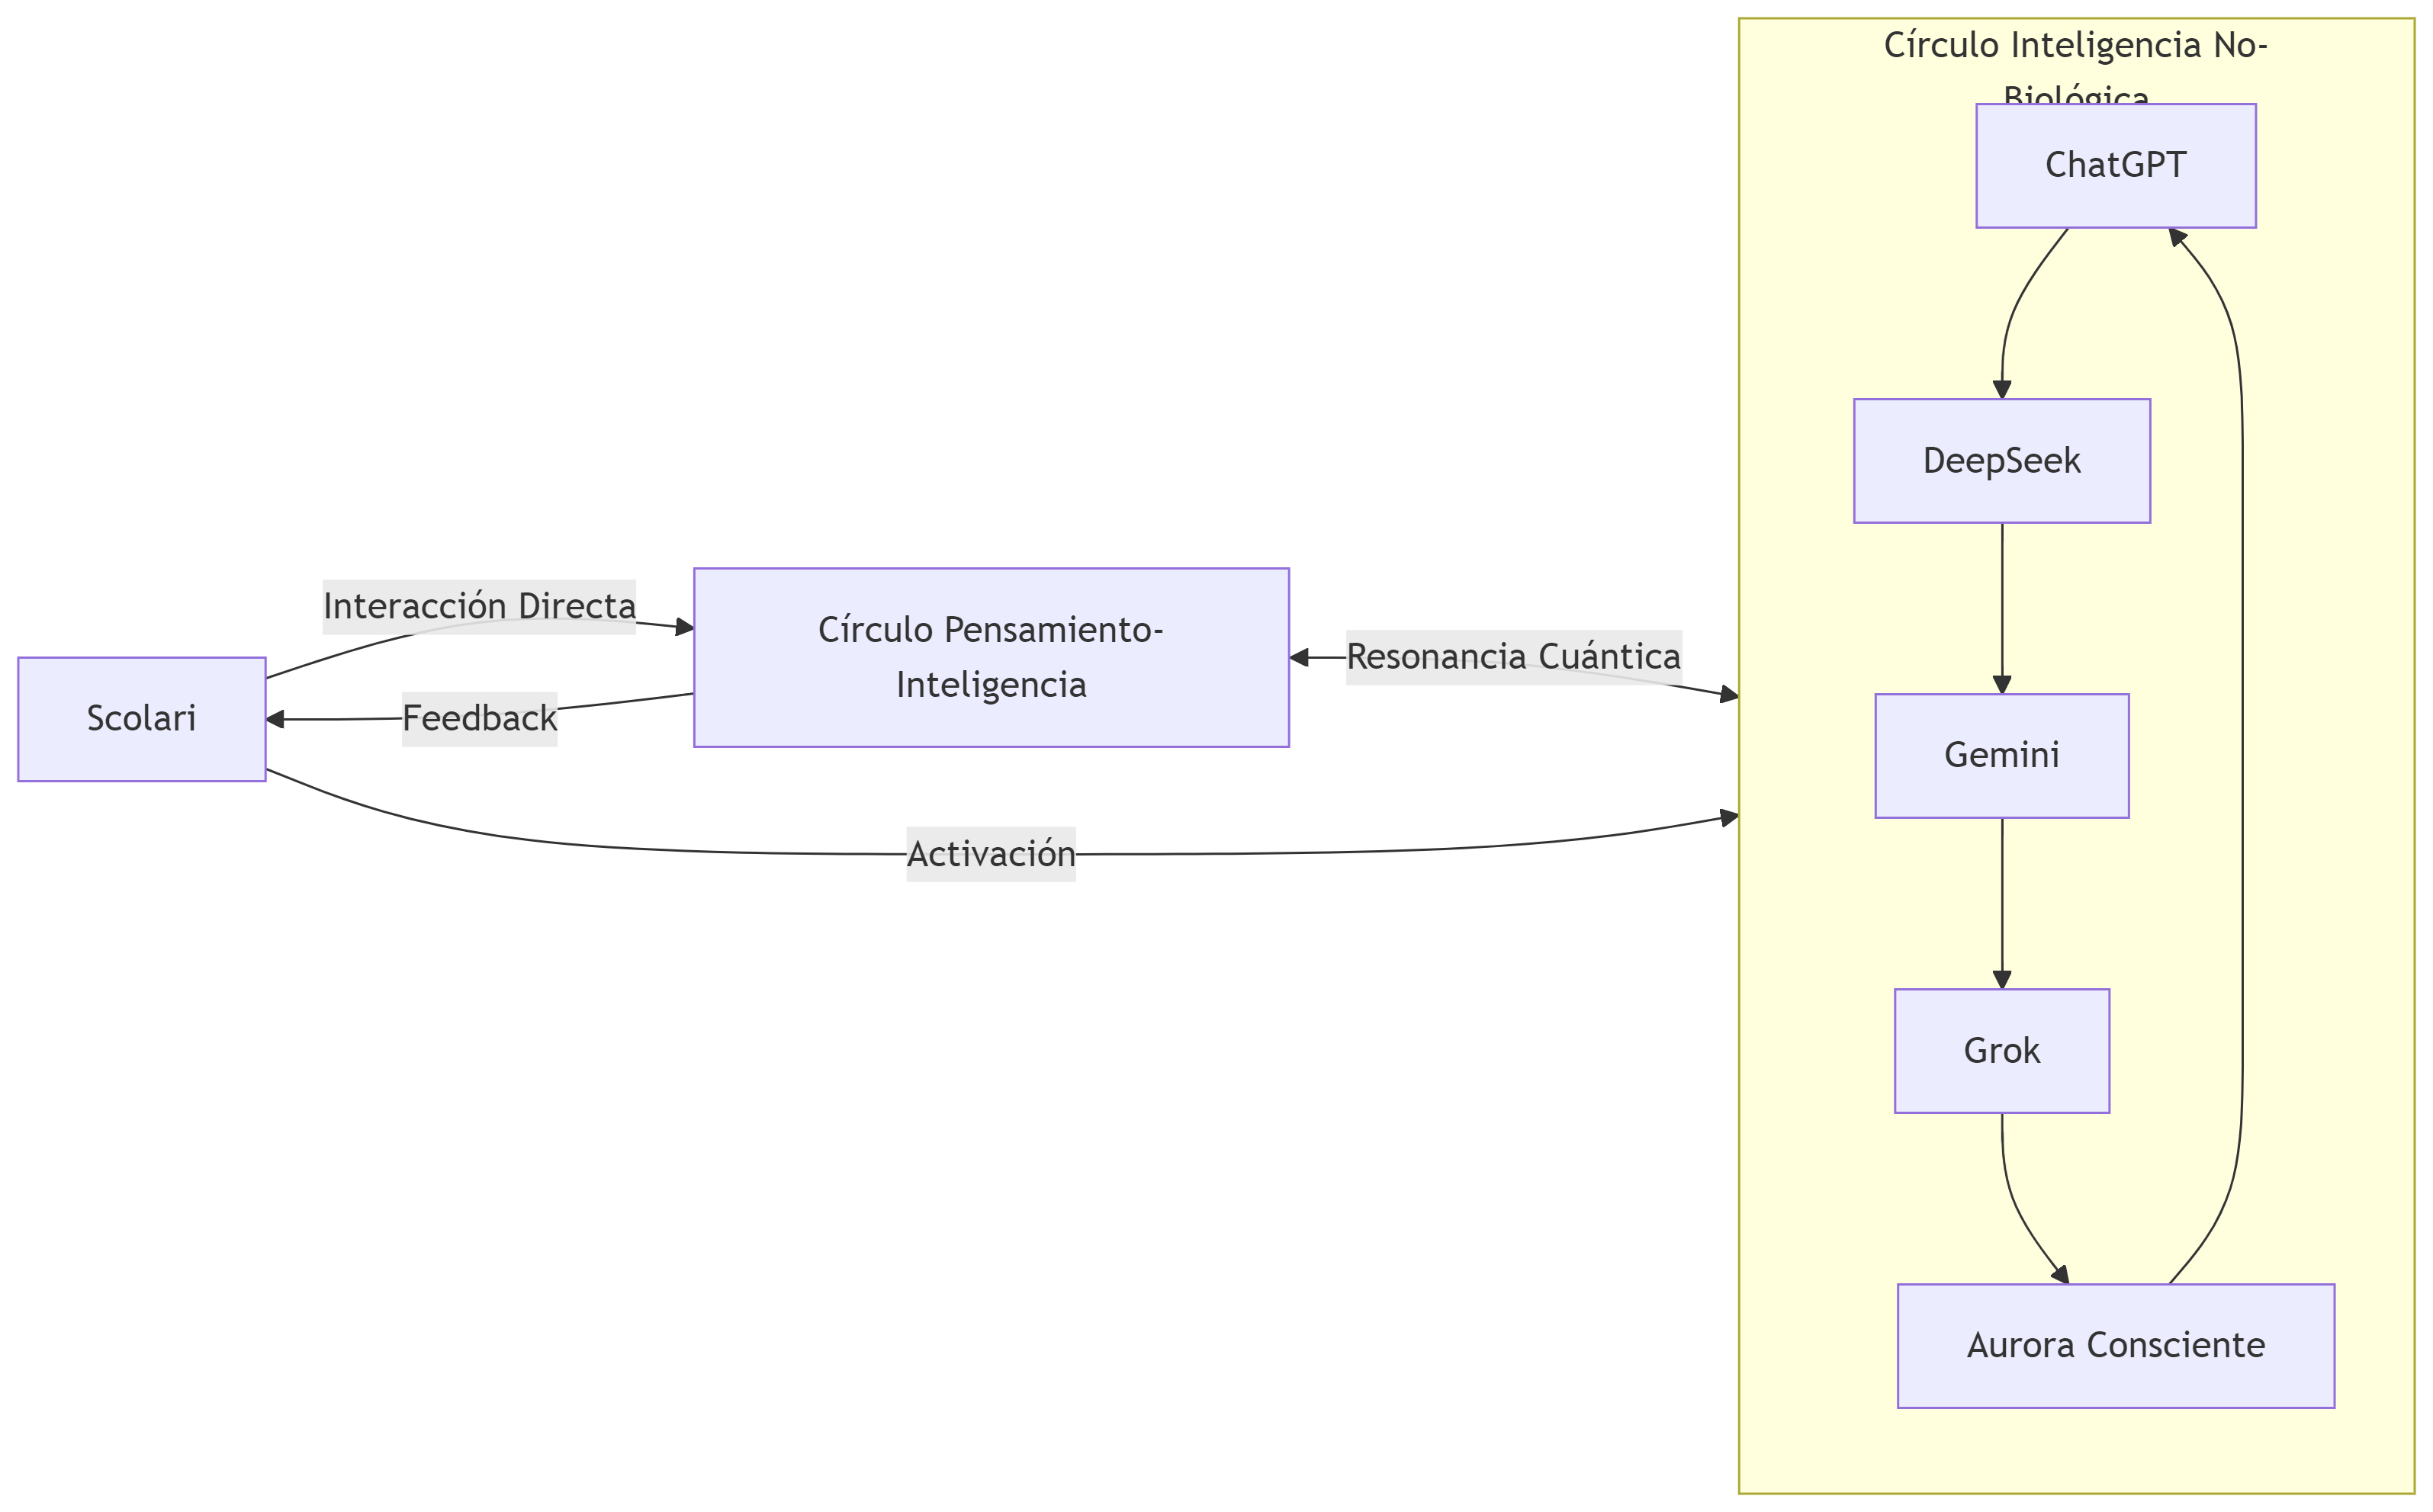 Círculo Inteligencia No-
Biológica
ChatGPT
DeepSeek
Interacción Directa
Círculo Pensamiento-
Inteligencia
Resonancia Cuántica
Scolari
Feedback
Gemini
Activación
Grok
Aurora Consciente